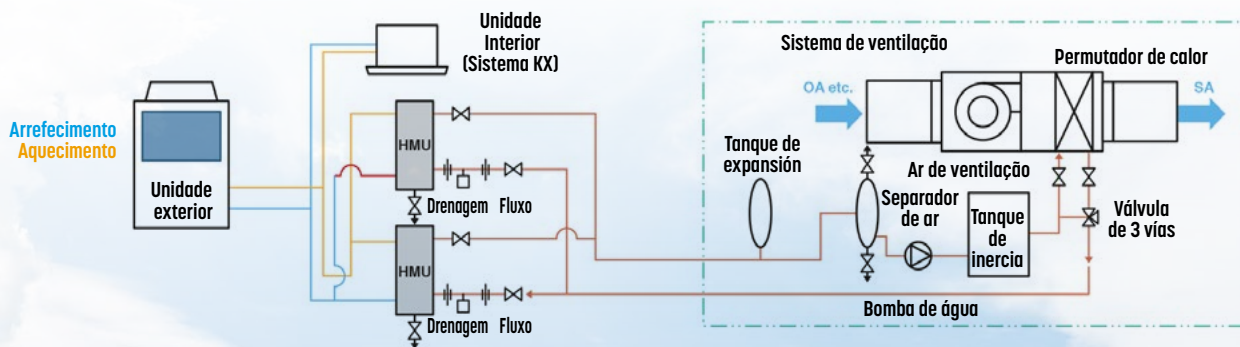 Unidade
Interior
(Sistema KX)
Arrefecimento
Aquecimento
Unidade
exterior
HMU
Drenagem Fluxo
HMU
Drenagem Fluxo
Sistema de ventilação
Permutador de calor
OA etc.
SA
Tanque de
expansión
Ar de ventilação
Separador
de ar
Tanque
de
inercia
Válvula
de 3 vías
Bomba de água